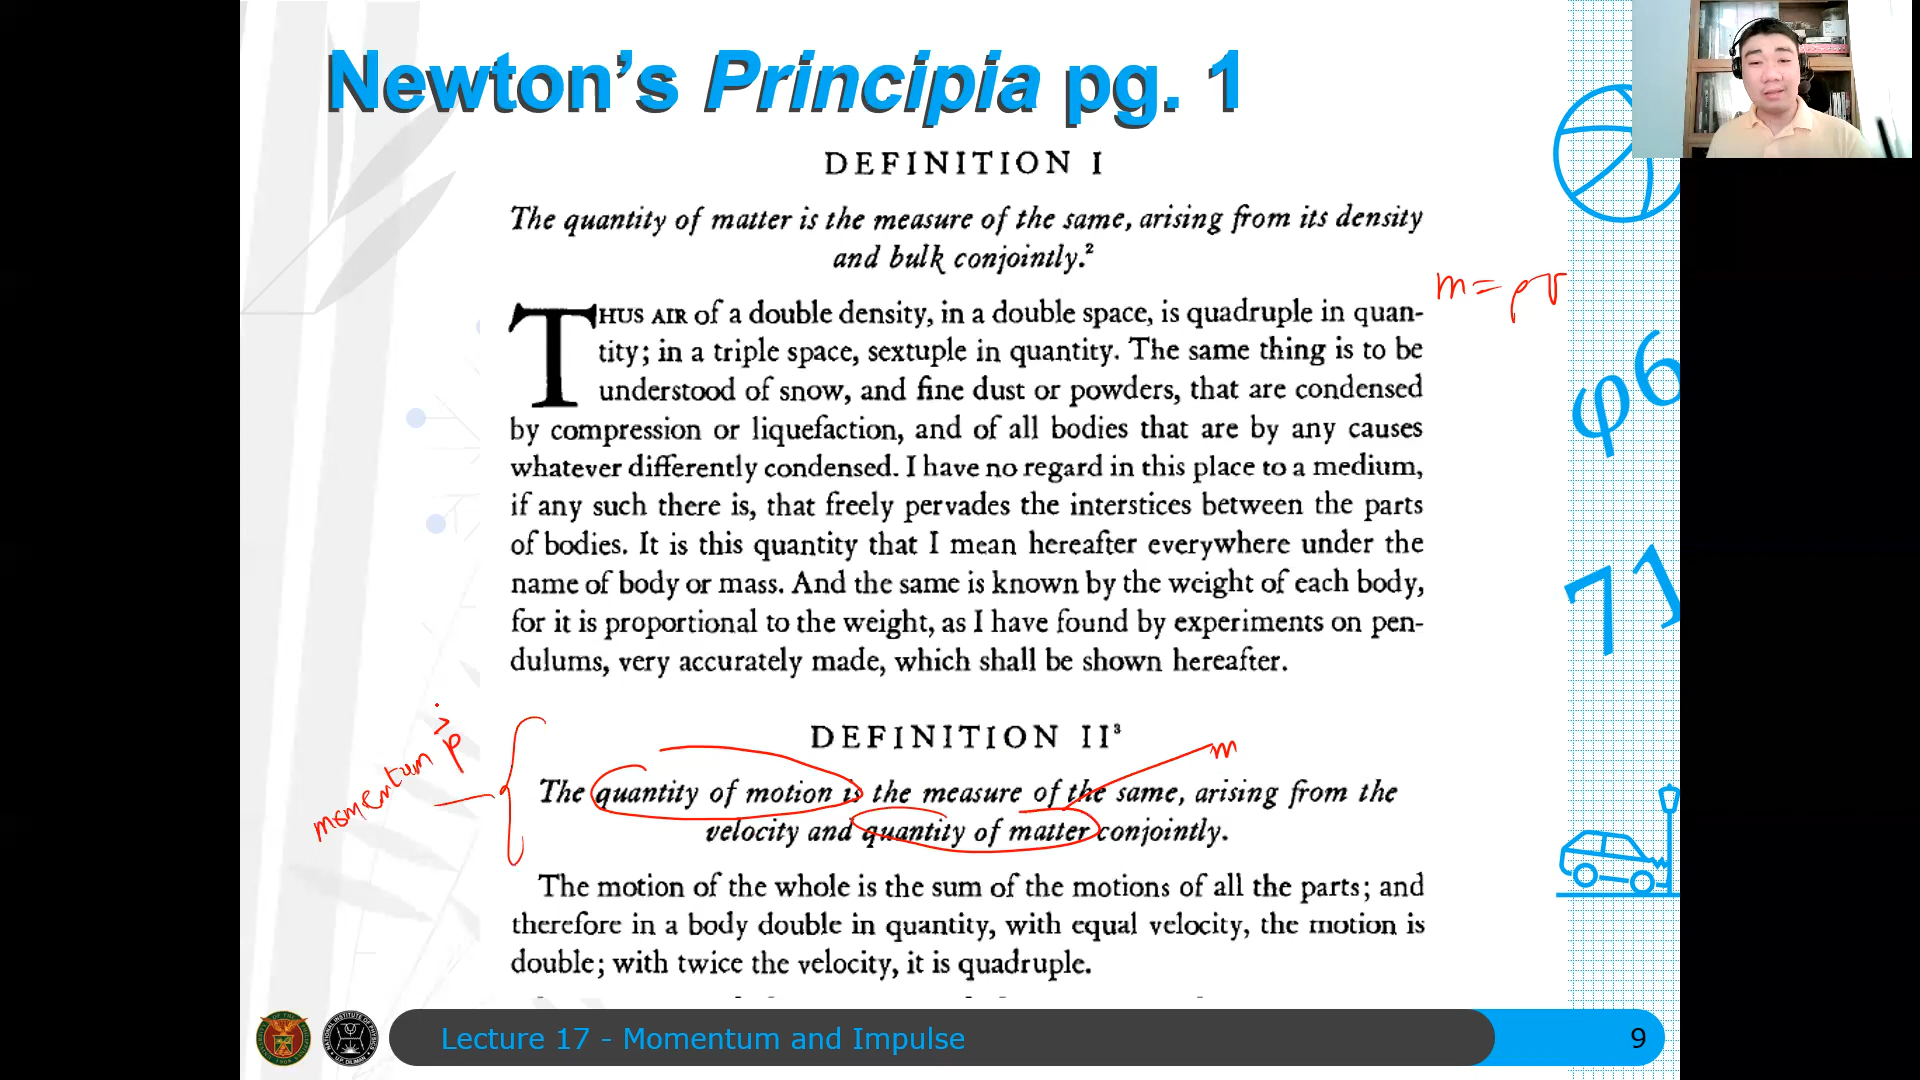 Newton's Principia pg. 1
DEFINITION I
The quantity of matter is the measure of the same, arising from its density
and bulk conjointly.²
m = ρV
THUS AIR of a double density, in a double space, is quadruple in quan-
tity; in a triple space, sextuple in quantity. The same thing is to be
understood of snow, and fine dust or powders, that are condensed
by compression or liquefaction, and of all bodies that are by any causes
whatever differently condensed. I have no regard in this place to a medium,
if any such there is, that freely pervades the interstices between the parts
of bodies. It is this quantity that I mean hereafter everywhere under the
name of body or mass. And the same is known by the weight of each body,
for it is proportional to the weight, as I have found by experiments on pen-
dulums, very accurately made, which shall be shown hereafter.
DEFINITION II³
m
momentum p
The quantity of motion is the measure of the same, arising from the
velocity and quantity of matter conjointly.
The motion of the whole is the sum of the motions of all the parts; and
therefore in a body double in quantity, with equal velocity, the motion is
double; with twice the velocity, it is quadruple.
φ6
71
Lecture 17 - Momentum and Impulse
9